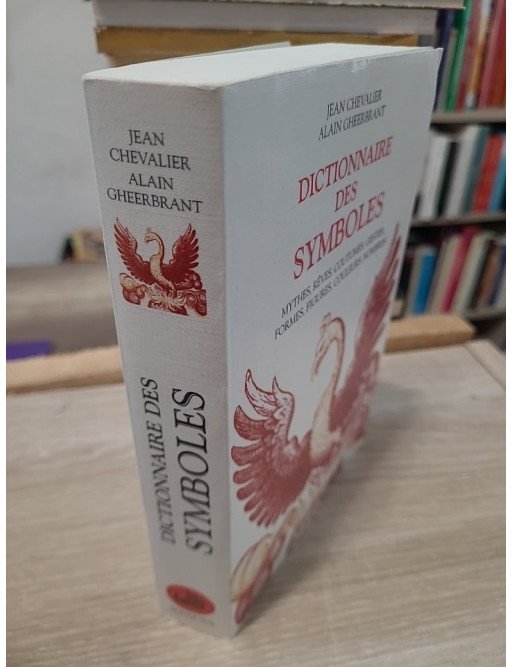 JEAN
CHEVALIER
ALAIN
GHEERBRANT
DICTIONNAIRE DES
SYMBOLES
JEAN CHEVALIER
ALAIN GHEERBRANT
DICTIONNAIRE
DES
SYMBOLES
MYTHES, RÊVES, COUTUMES, GESTES,
FORMES, FIGURES, COULEURS, NOMBRES